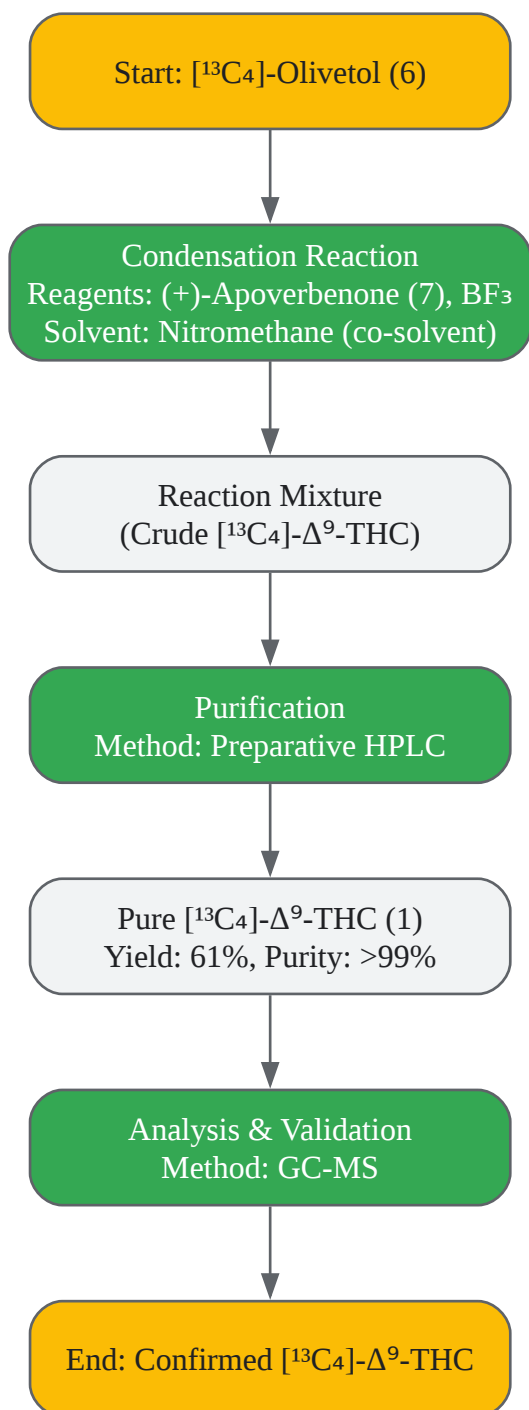 Start: [¹³C₄]-Olivetol (6)
Condensation Reaction
Reagents: (+)-Apoverbenone (7), BF₃
Solvent: Nitromethane (co-solvent)
Reaction Mixture
(Crude [¹³C₄]-Δ⁹-THC)
Purification
Method: Preparative HPLC
Pure [¹³C₄]-Δ⁹-THC (1)
Yield: 61%, Purity: >99%
Analysis & Validation
Method: GC-MS
End: Confirmed [¹³C₄]-Δ⁹-THC